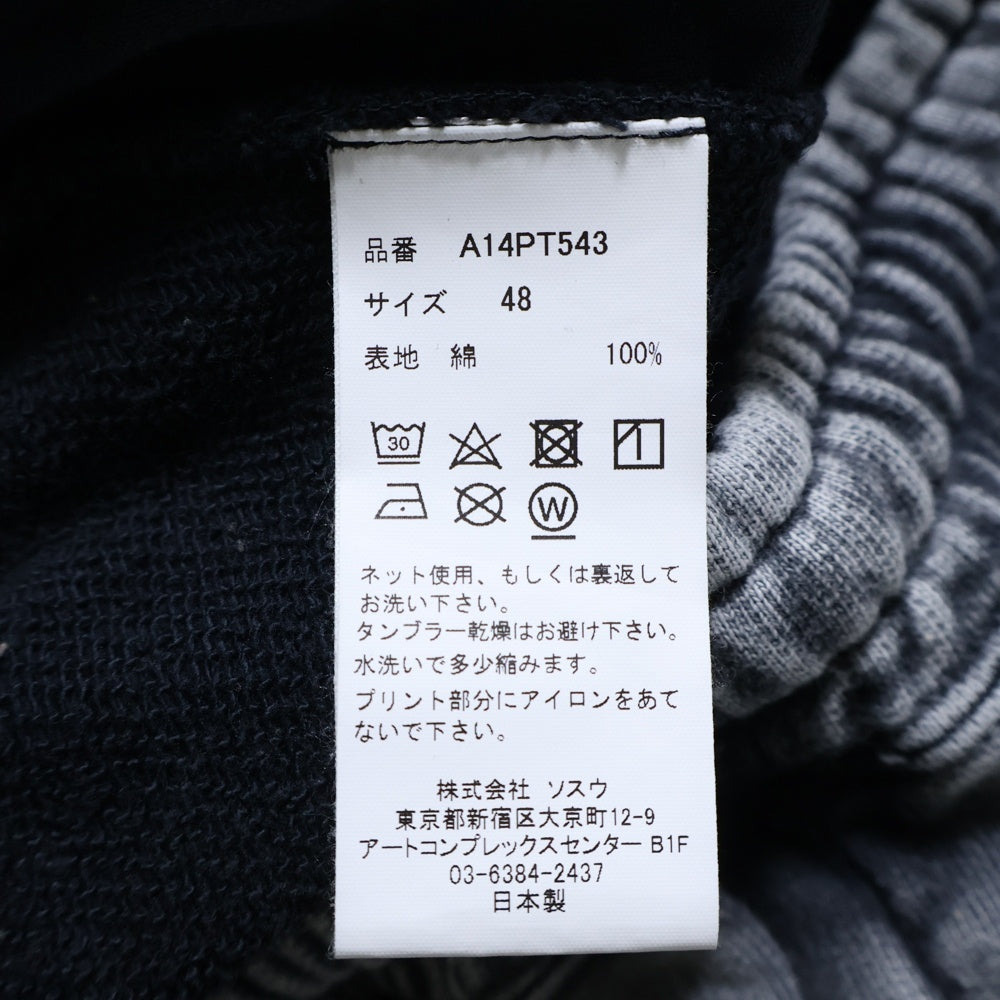 品番 A14PT543
サイズ 48
表地 綿 100%
30
W
ネット使用、もしくは裏返して
お洗い下さい。
タンブラー乾燥はお避け下さい。
水洗いで多少縮みます。
プリント部分にアイロンをあて
ないで下さい。
株式会社 ソスウ
東京都新宿区大京町12-9
アートコンプレックスセンター B1F
03-6384-2437
日本製